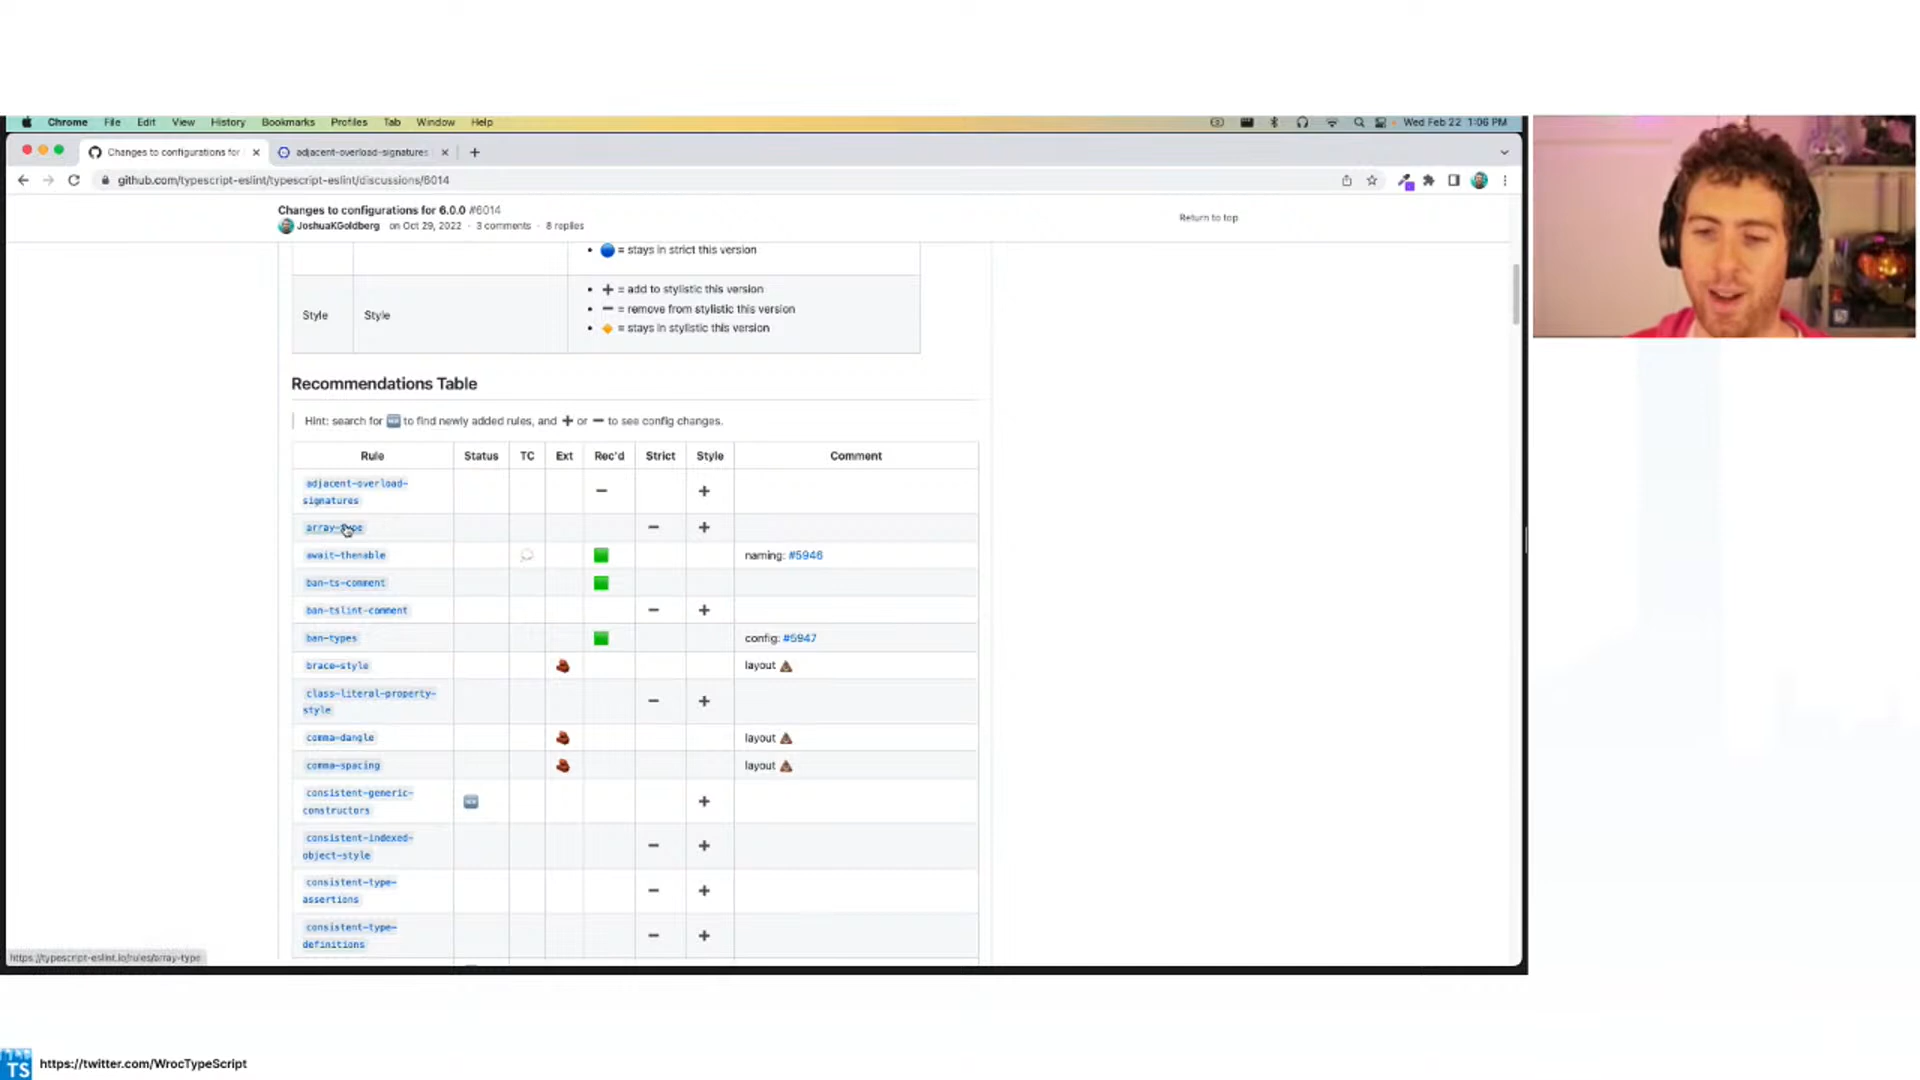 Chrome File Edit View History Bookmarks Profiles Tab Window Help Wed Feb 22 1:06 PM
Changes to configurations for adjacent-overload-signatures
github.com/typescript-eslint/typescript-eslint/discussions/6014
Changes to configurations for 6.0.0 #6014
JoshuaKGoldberg on Oct 29, 2022 · 3 comments · 8 replies
Return to top
= stays in strict this version
Style Style
+ = add to stylistic this version
− = remove from stylistic this version
= stays in stylistic this version
Recommendations Table
Hint: search for 🆕 to find newly added rules, and + or − to see config changes.
Rule Status TC Ext Rec'd Strict Style Comment
adjacent-overload-
signatures − +
array-type − +
await-thenable naming: #5946
ban-ts-comment
ban-tslint-comment − +
ban-types config: #5947
brace-style layout
class-literal-property-
style − +
comma-dangle layout
comma-spacing layout
consistent-generic-
constructors +
consistent-indexed-
object-style − +
consistent-type-
assertions − +
consistent-type-
definitions − +
https://typescript-eslint.io/rules/array-type
TS https://twitter.com/WrocTypeScript